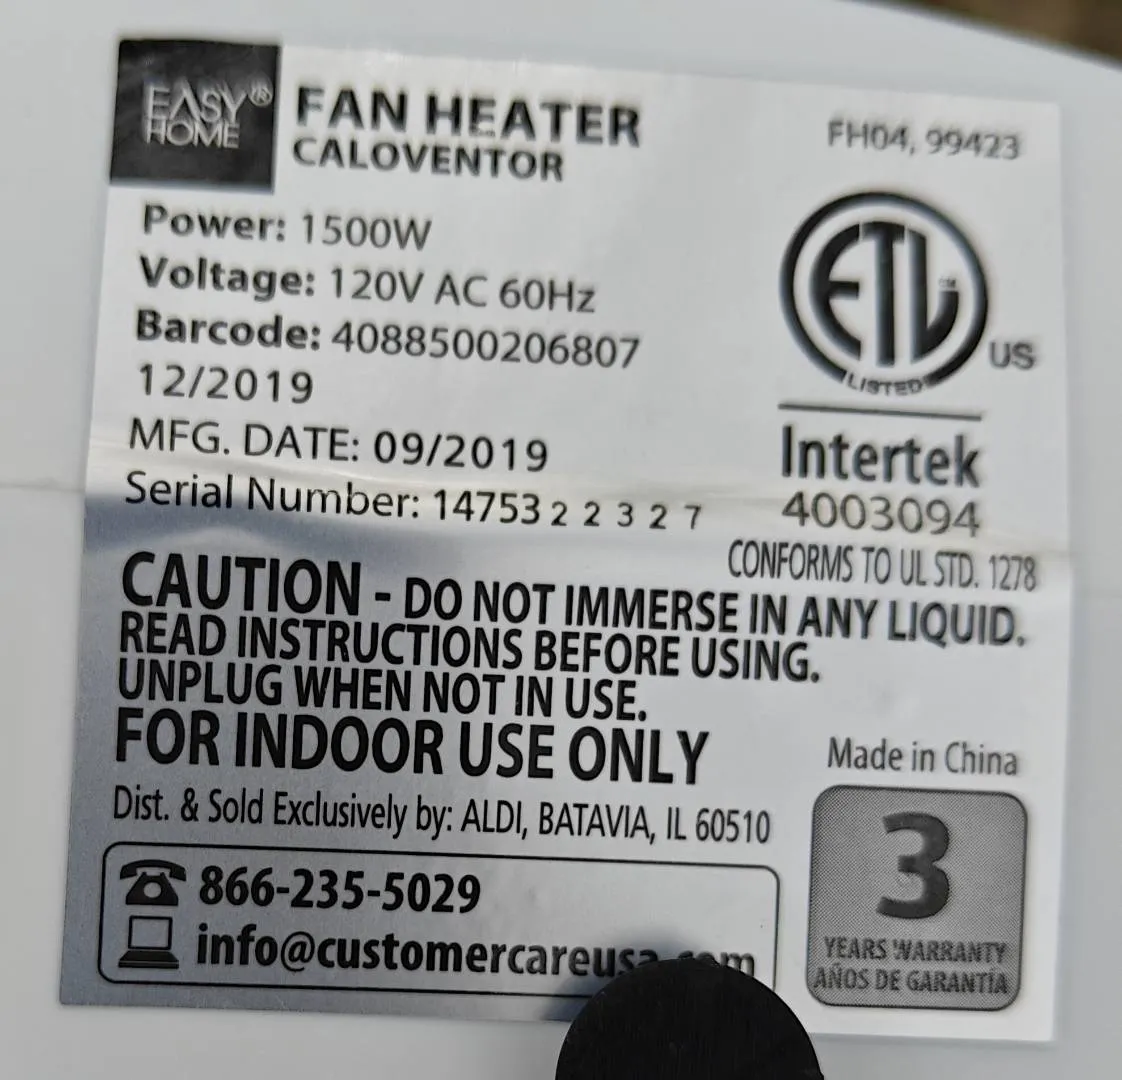 EASY® HOME
FAN HEATER
CALOVENTOR
FH04, 99423
Power: 1500W
Voltage: 120V AC 60Hz
Barcode: 4088500206807
12/2019
MFG. DATE: 09/2019
Serial Number: 14753 2 2 3 2 7
ETL
CM
LISTED
US
Intertek
4003094
CONFORMS TO UL STD. 1278
CAUTION - DO NOT IMMERSE IN ANY LIQUID.
READ INSTRUCTIONS BEFORE USING.
UNPLUG WHEN NOT IN USE.
FOR INDOOR USE ONLY
Dist. & Sold Exclusively by: ALDI, BATAVIA, IL 60510
866-235-5029
info@customercareusa.com
Made in China
3
YEARS WARRANTY
AÑOS DE GARANTÍA